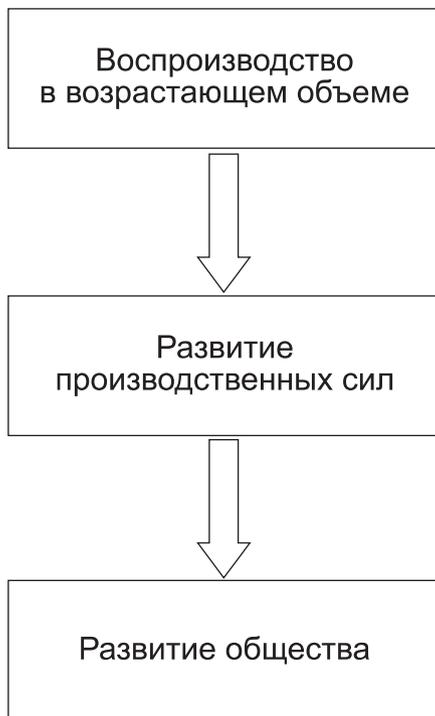 Воспроизводство
в возрастающем объеме
Развитие
производственных сил
Развитие общества